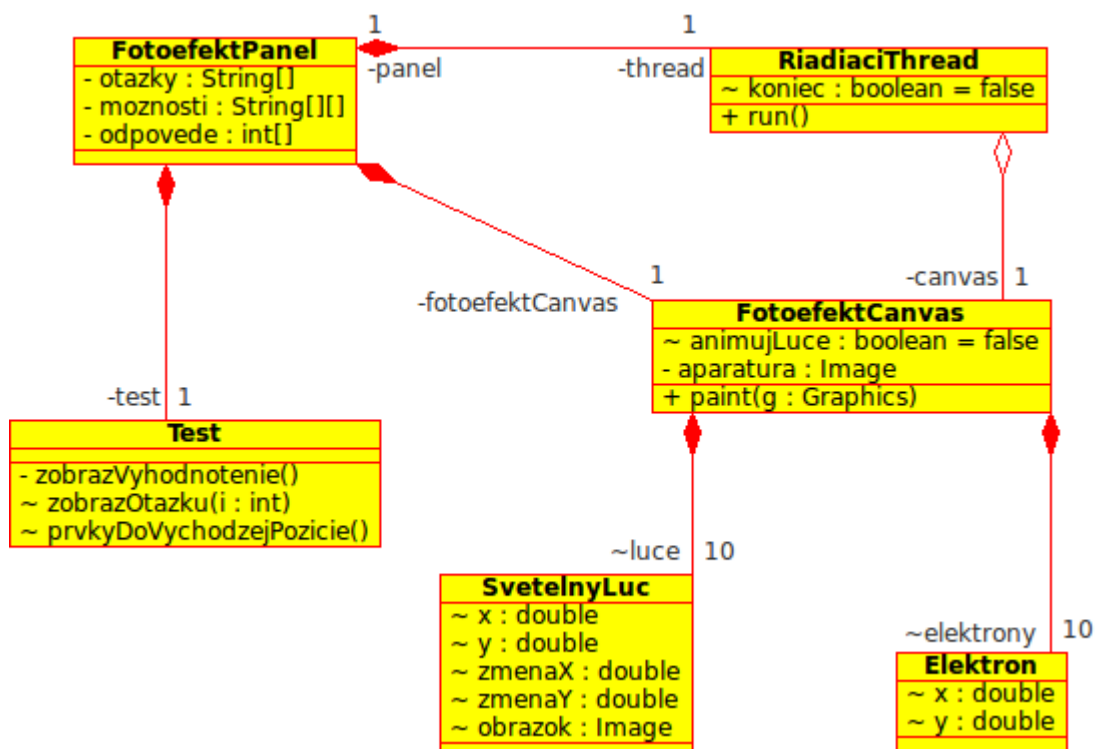 FotoefektPanel
- otazky : String[]
- moznosti : String[][]
- odpovede : int[]
1
-panel
1
-thread
RiadiaciThread
~ koniec : boolean = false
+ run()
-canvas 1
1
-fotoefektCanvas
FotoefektCanvas
~ animujLuce : boolean = false
- aparatura : Image
+ paint(g : Graphics)
-test 1
Test
- zobrazVyhodnotenie()
~ zobrazOtazku(i : int)
~ prvkyDoVychodzejPozicie()
~luce 10
SvetelnyLuc
~ x : double
~ y : double
~ zmenaX : double
~ zmenaY : double
~ obrazok : Image
~elektrony 10
Elektron
~ x : double
~ y : double